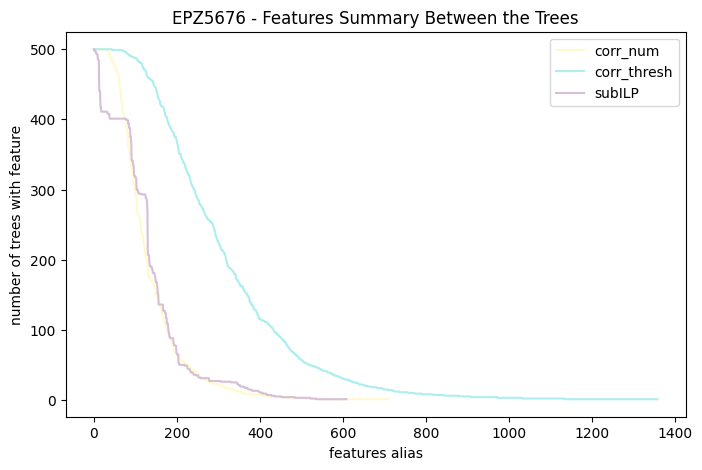 EPZ5676 - Features Summary Between the Trees
corr_num
corr_thresh
subILP
number of trees with feature
500
400
300
200
100
0
0 200 400 600 800 1000 1200 1400
features alias